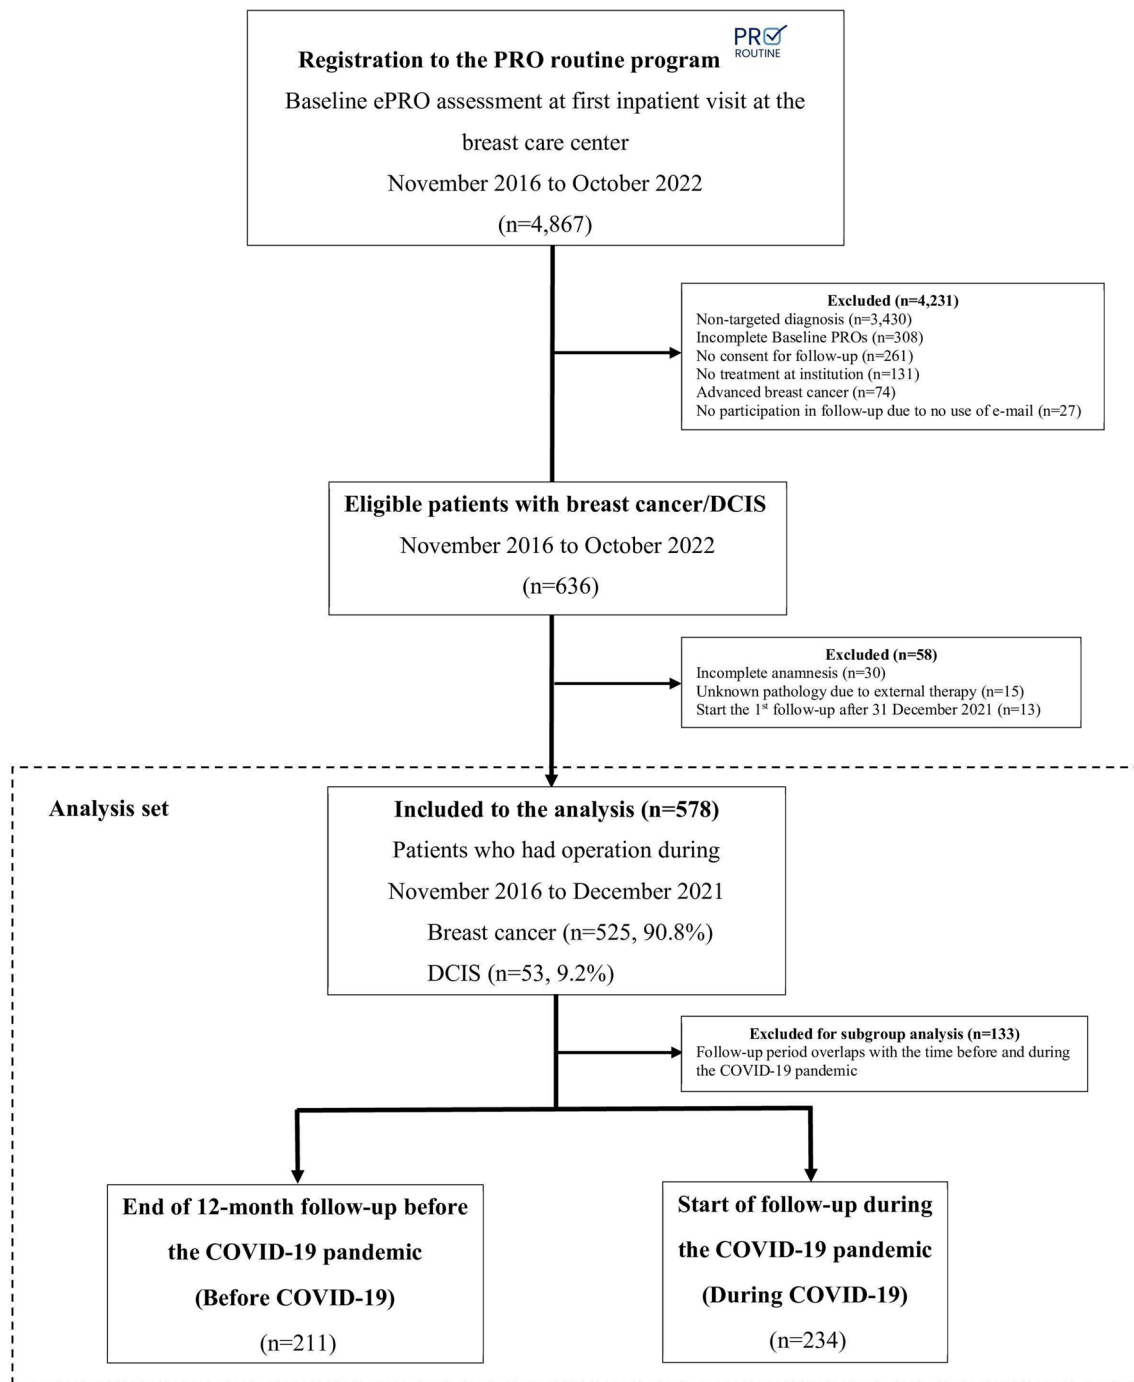 PRO
ROUTINE
Registration to the PRO routine program
Baseline ePRO assessment at first inpatient visit at the
breast care center
November 2016 to October 2022
(n=4,867)
Excluded (n=4,231)
Non-targeted diagnosis (n=3,430)
Incomplete Baseline PROs (n=308)
No consent for follow-up (n=261)
No treatment at institution (n=131)
Advanced breast cancer (n=74)
No participation in follow-up due to no use of e-mail (n=27)
Eligible patients with breast cancer/DCIS
November 2016 to October 2022
(n=636)
Excluded (n=58)
Incomplete anamnesis (n=30)
Unknown pathology due to external therapy (n=15)
Start the 1st follow-up after 31 December 2021 (n=13)
Analysis set
Included to the analysis (n=578)
Patients who had operation during
November 2016 to December 2021
Breast cancer (n=525, 90.8%)
DCIS (n=53, 9.2%)
Excluded for subgroup analysis (n=133)
Follow-up period overlaps with the time before and during
the COVID-19 pandemic
End of 12-month follow-up before
the COVID-19 pandemic
(Before COVID-19)
(n=211)
Start of follow-up during
the COVID-19 pandemic
(During COVID-19)
(n=234)